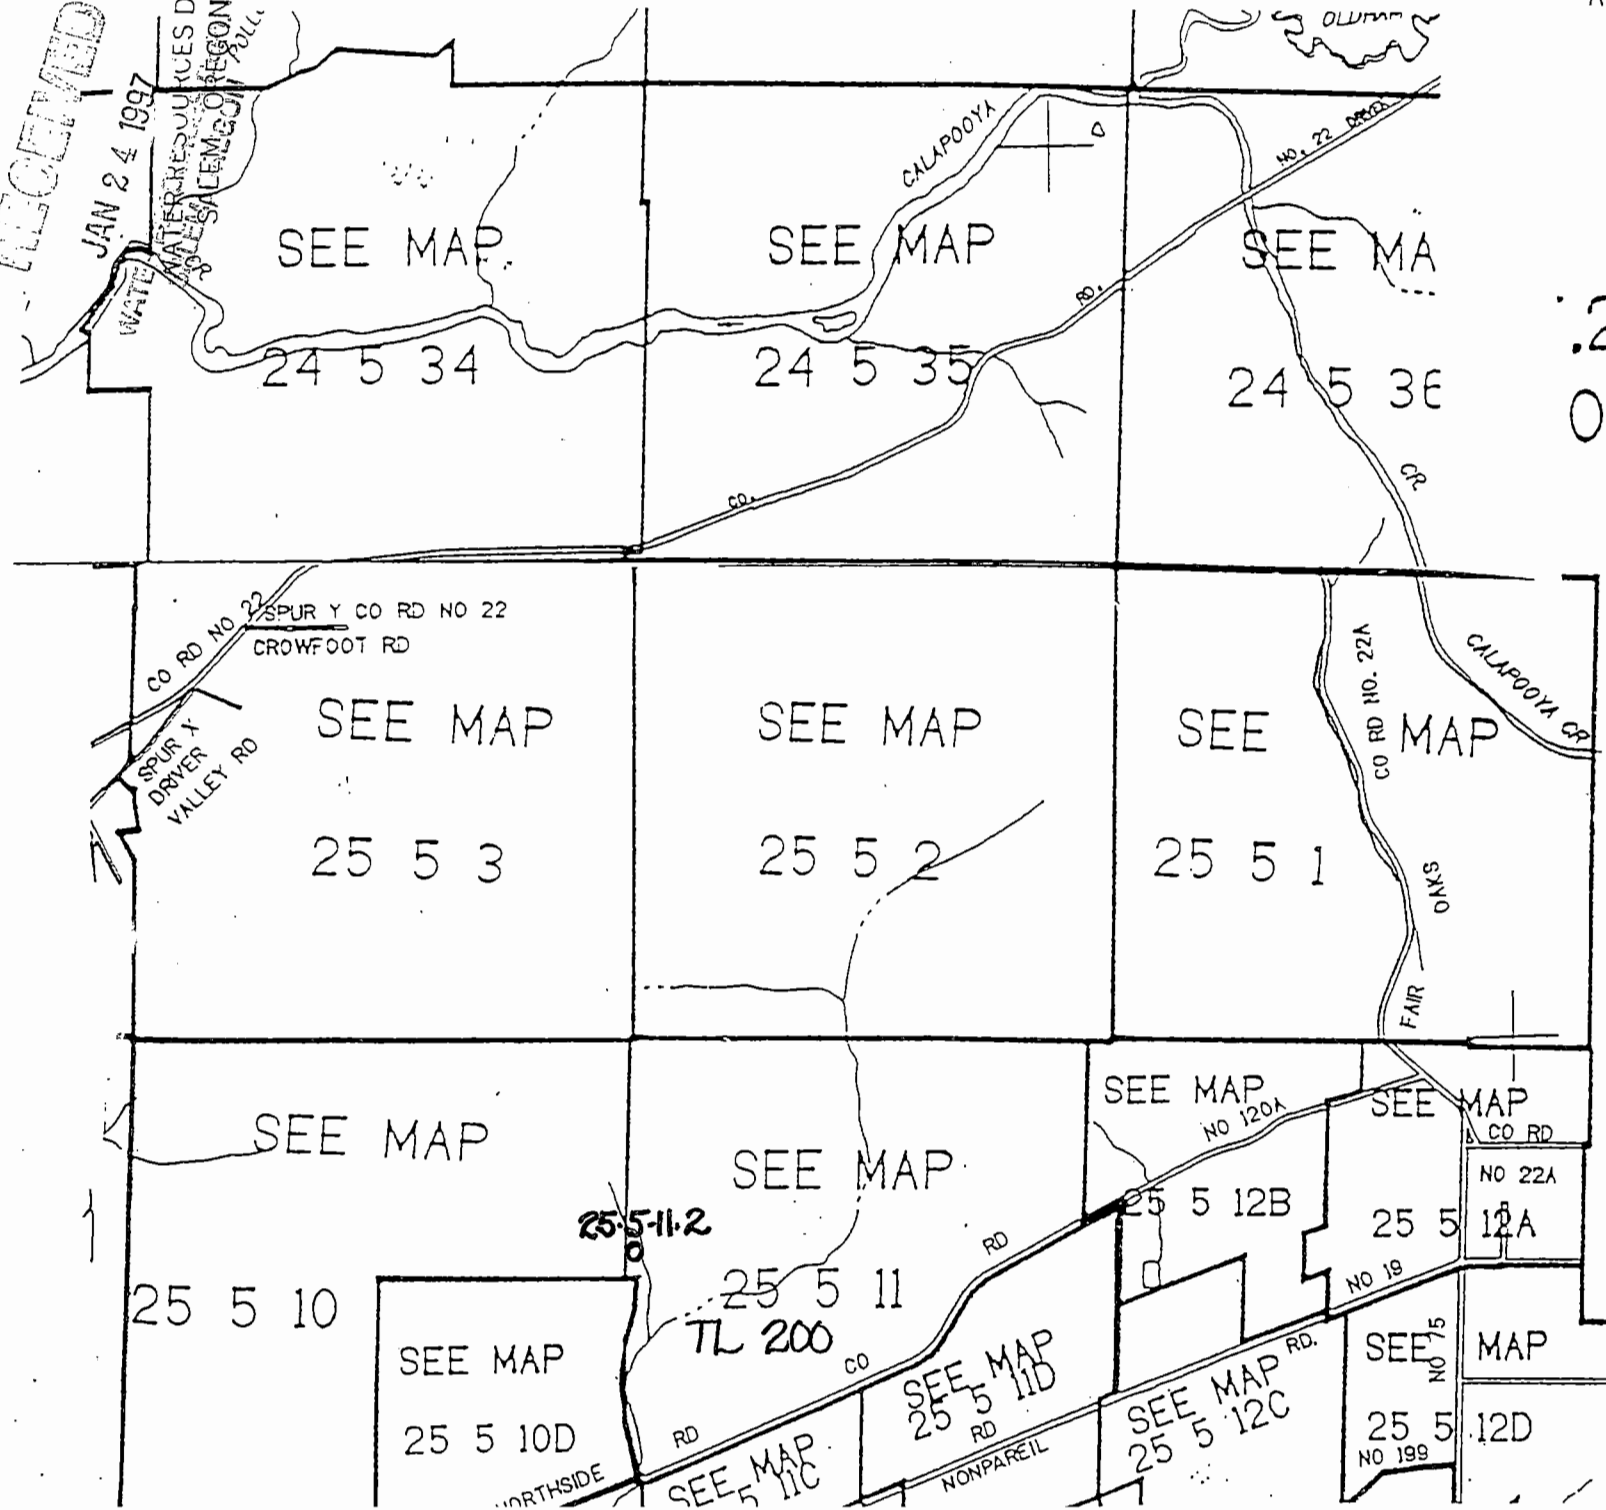 RECEIVED
JAN 24 1997
WATER RESOURCES D
SALEM, OREGON
OLDHAM
CALAPOOYA
NO. 22 DRIVER
SEE MAP
SEE MAP
SEE MA
RD.
24 5 34
24 5 35
24 5 36
CO.
CR
CO RD NO 22
SPUR Y CO RD NO 22
CROWFOOT RD
SPUR X
DRIVER
VALLEY RD
CO RD NO. 22A
CALAPOOYA CR
SEE MAP
SEE MAP
SEE MAP
25 5 3
25 5 2
25 5 1
FAIR OAKS
SEE MAP
SEE MAP
SEE MAP
NO 120A
SEE MAP
CO RD
NO 22A
25 5 12B
25 5 12A
25-5-11.2
RD
25 5 10
25 5 11
NO 19
TL 200
SEE MAP
25 5 10D
CO
RD
SEE MAP
25 5 11D
RD
NONPAREIL
RD.
SEE MAP
25 5 12C
SEE MAP
NO 75
25 5 12D
NO 199
NORTHSIDE
SEE MAP
5 11C